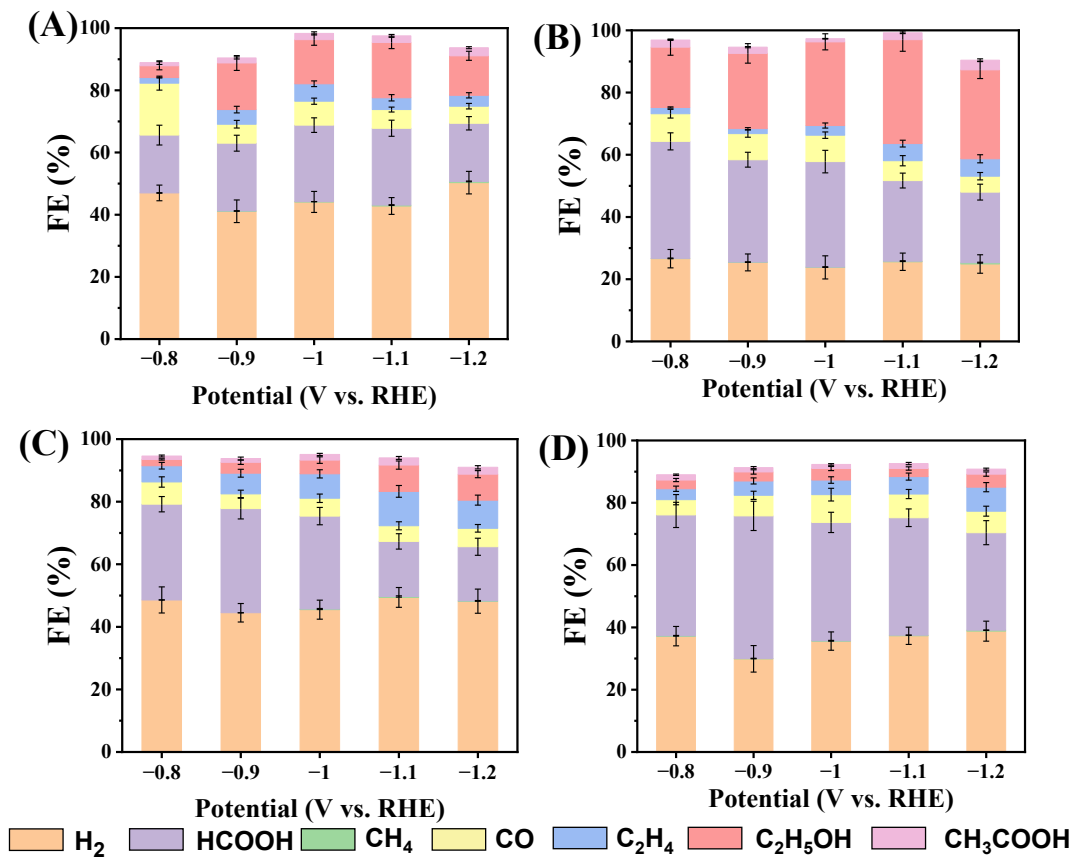 (A)
100
80
60
40
20
0
FE (%)
−0.8 −0.9 −1 −1.1 −1.2
Potential (V vs. RHE)
(B)
100
80
60
40
20
0
FE (%)
−0.8 −0.9 −1 −1.1 −1.2
Potential (V vs. RHE)
(C)
100
80
60
40
20
0
FE (%)
−0.8 −0.9 −1 −1.1 −1.2
Potential (V vs. RHE)
(D)
100
80
60
40
20
0
FE (%)
−0.8 −0.9 −1 −1.1 −1.2
Potential (V vs. RHE)
H₂ HCOOH CH₄ CO C₂H₄ C₂H₅OH CH₃COOH